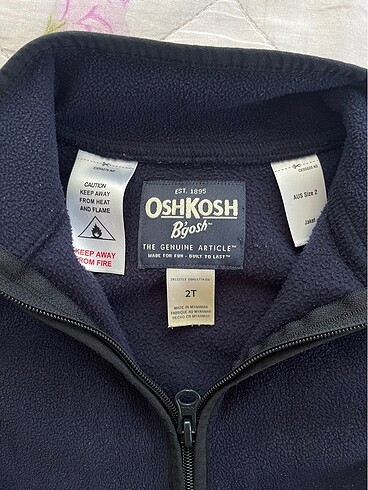 CAUTION
KEEP AWAY
FROM HEAT
AND FLAME
KEEP AWAY
FROM FIRE
EST. 1895
OSHKOSH
B'gosh
THE GENUINE ARTICLE™
MADE FOR FUN - BUILT TO LAST™
2T
MADE IN MYANMAR
FABRIQUÉ AU MYANMAR
HECHO EN MYANMAR
AUS Size 2
Jaket